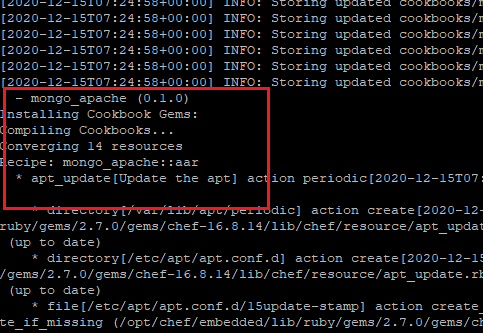 [2020-12-15T07:24:58+00:00] INFO: Storing updated cookbooks/m
[2020-12-15T07:24:58+00:00] INFO: Storing updated cookbooks/m
[2020-12-15T07:24:58+00:00] INFO: Storing updated cookbooks/m
[2020-12-15T07:24:58+00:00] INFO: Storing updated cookbooks/m
[2020-12-15T07:24:58+00:00] INFO: Storing updated cookbooks/m
- mongo_apache (0.1.0)
Installing Cookbook Gems:
Compiling Cookbooks...
Converging 14 resources
Recipe: mongo_apache::aar
* apt_update[Update the apt] action periodic[2020-12-15T07:
* directory[/var/lib/apt/periodic] action create[2020-12-
ruby/gems/2.7.0/gems/chef-16.8.14/lib/chef/resource/apt_updat
(up to date)
* directory[/etc/apt/apt.conf.d] action create[2020-12-15
/gems/2.7.0/gems/chef-16.8.14/lib/chef/resource/apt_update.rb
(up to date)
* file[/etc/apt/apt.conf.d/15update-stamp] action create_
te_if_missing (/opt/chef/embedded/lib/ruby/gems/2.7.0/gems/ch